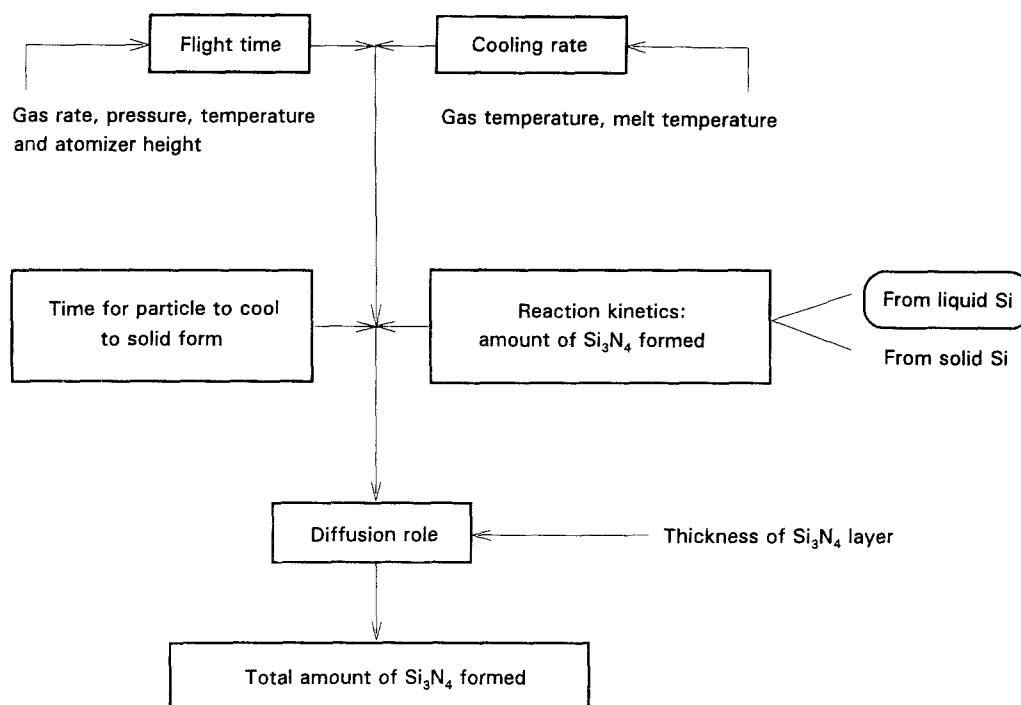 Flight time
Cooling rate
Gas rate, pressure, temperature
and atomizer height
Gas temperature, melt temperature
Time for particle to cool
to solid form
Reaction kinetics:
amount of Si₃N₄ formed
From liquid Si
From solid Si
Diffusion role
Thickness of Si₃N₄ layer
Total amount of Si₃N₄ formed